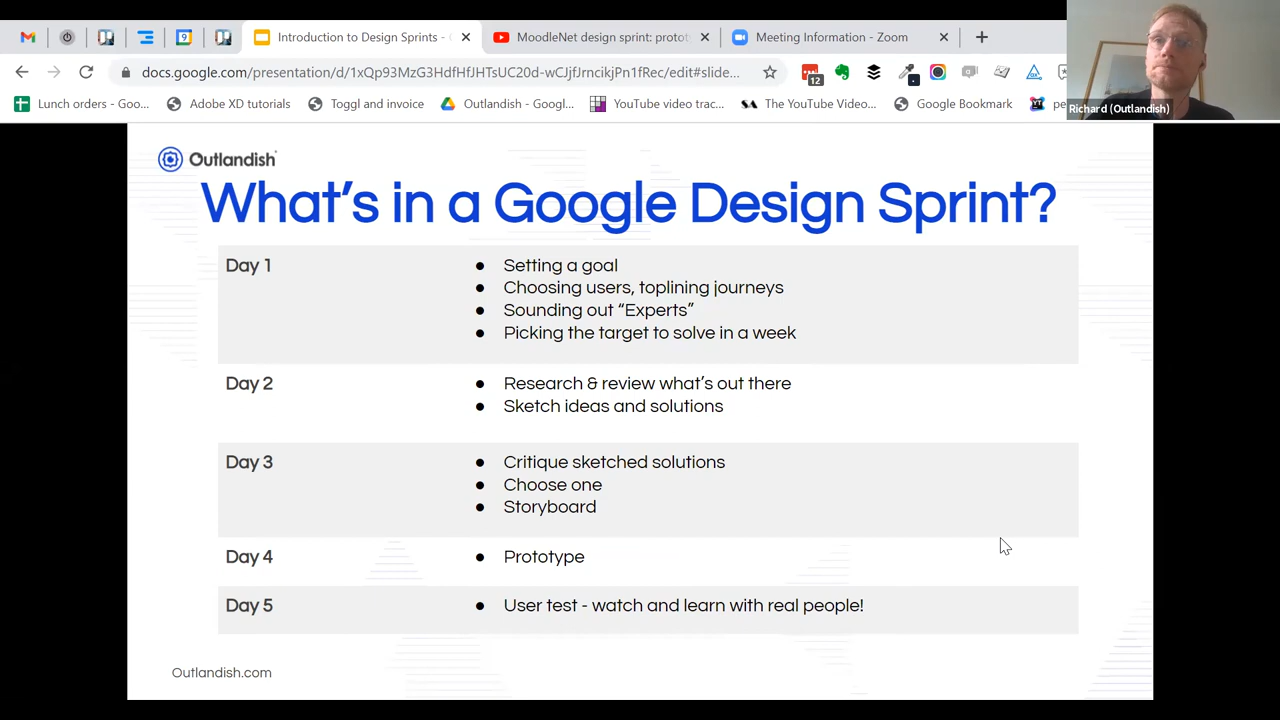 Introduction to Design Sprints -
MoodleNet design sprint: protot
Meeting Information - Zoom
docs.google.com/presentation/d/1xQp93MzG3HdfHfJHTsUC20d-wCJjfJrncikjPn1fRec/edit#slide...
12
9
Lunch orders - Goo...
Adobe XD tutorials
Toggl and invoice
Outlandish - Googl...
YouTube video trac...
The YouTube Video...
Google Bookmark
pe
Richard (Outlandish)
Outlandish
What's in a Google Design Sprint?
Day 1
● Setting a goal
● Choosing users, toplining journeys
● Sounding out “Experts”
● Picking the target to solve in a week
Day 2
● Research & review what's out there
● Sketch ideas and solutions
Day 3
● Critique sketched solutions
● Choose one
● Storyboard
Day 4
● Prototype
Day 5
● User test - watch and learn with real people!
Outlandish.com